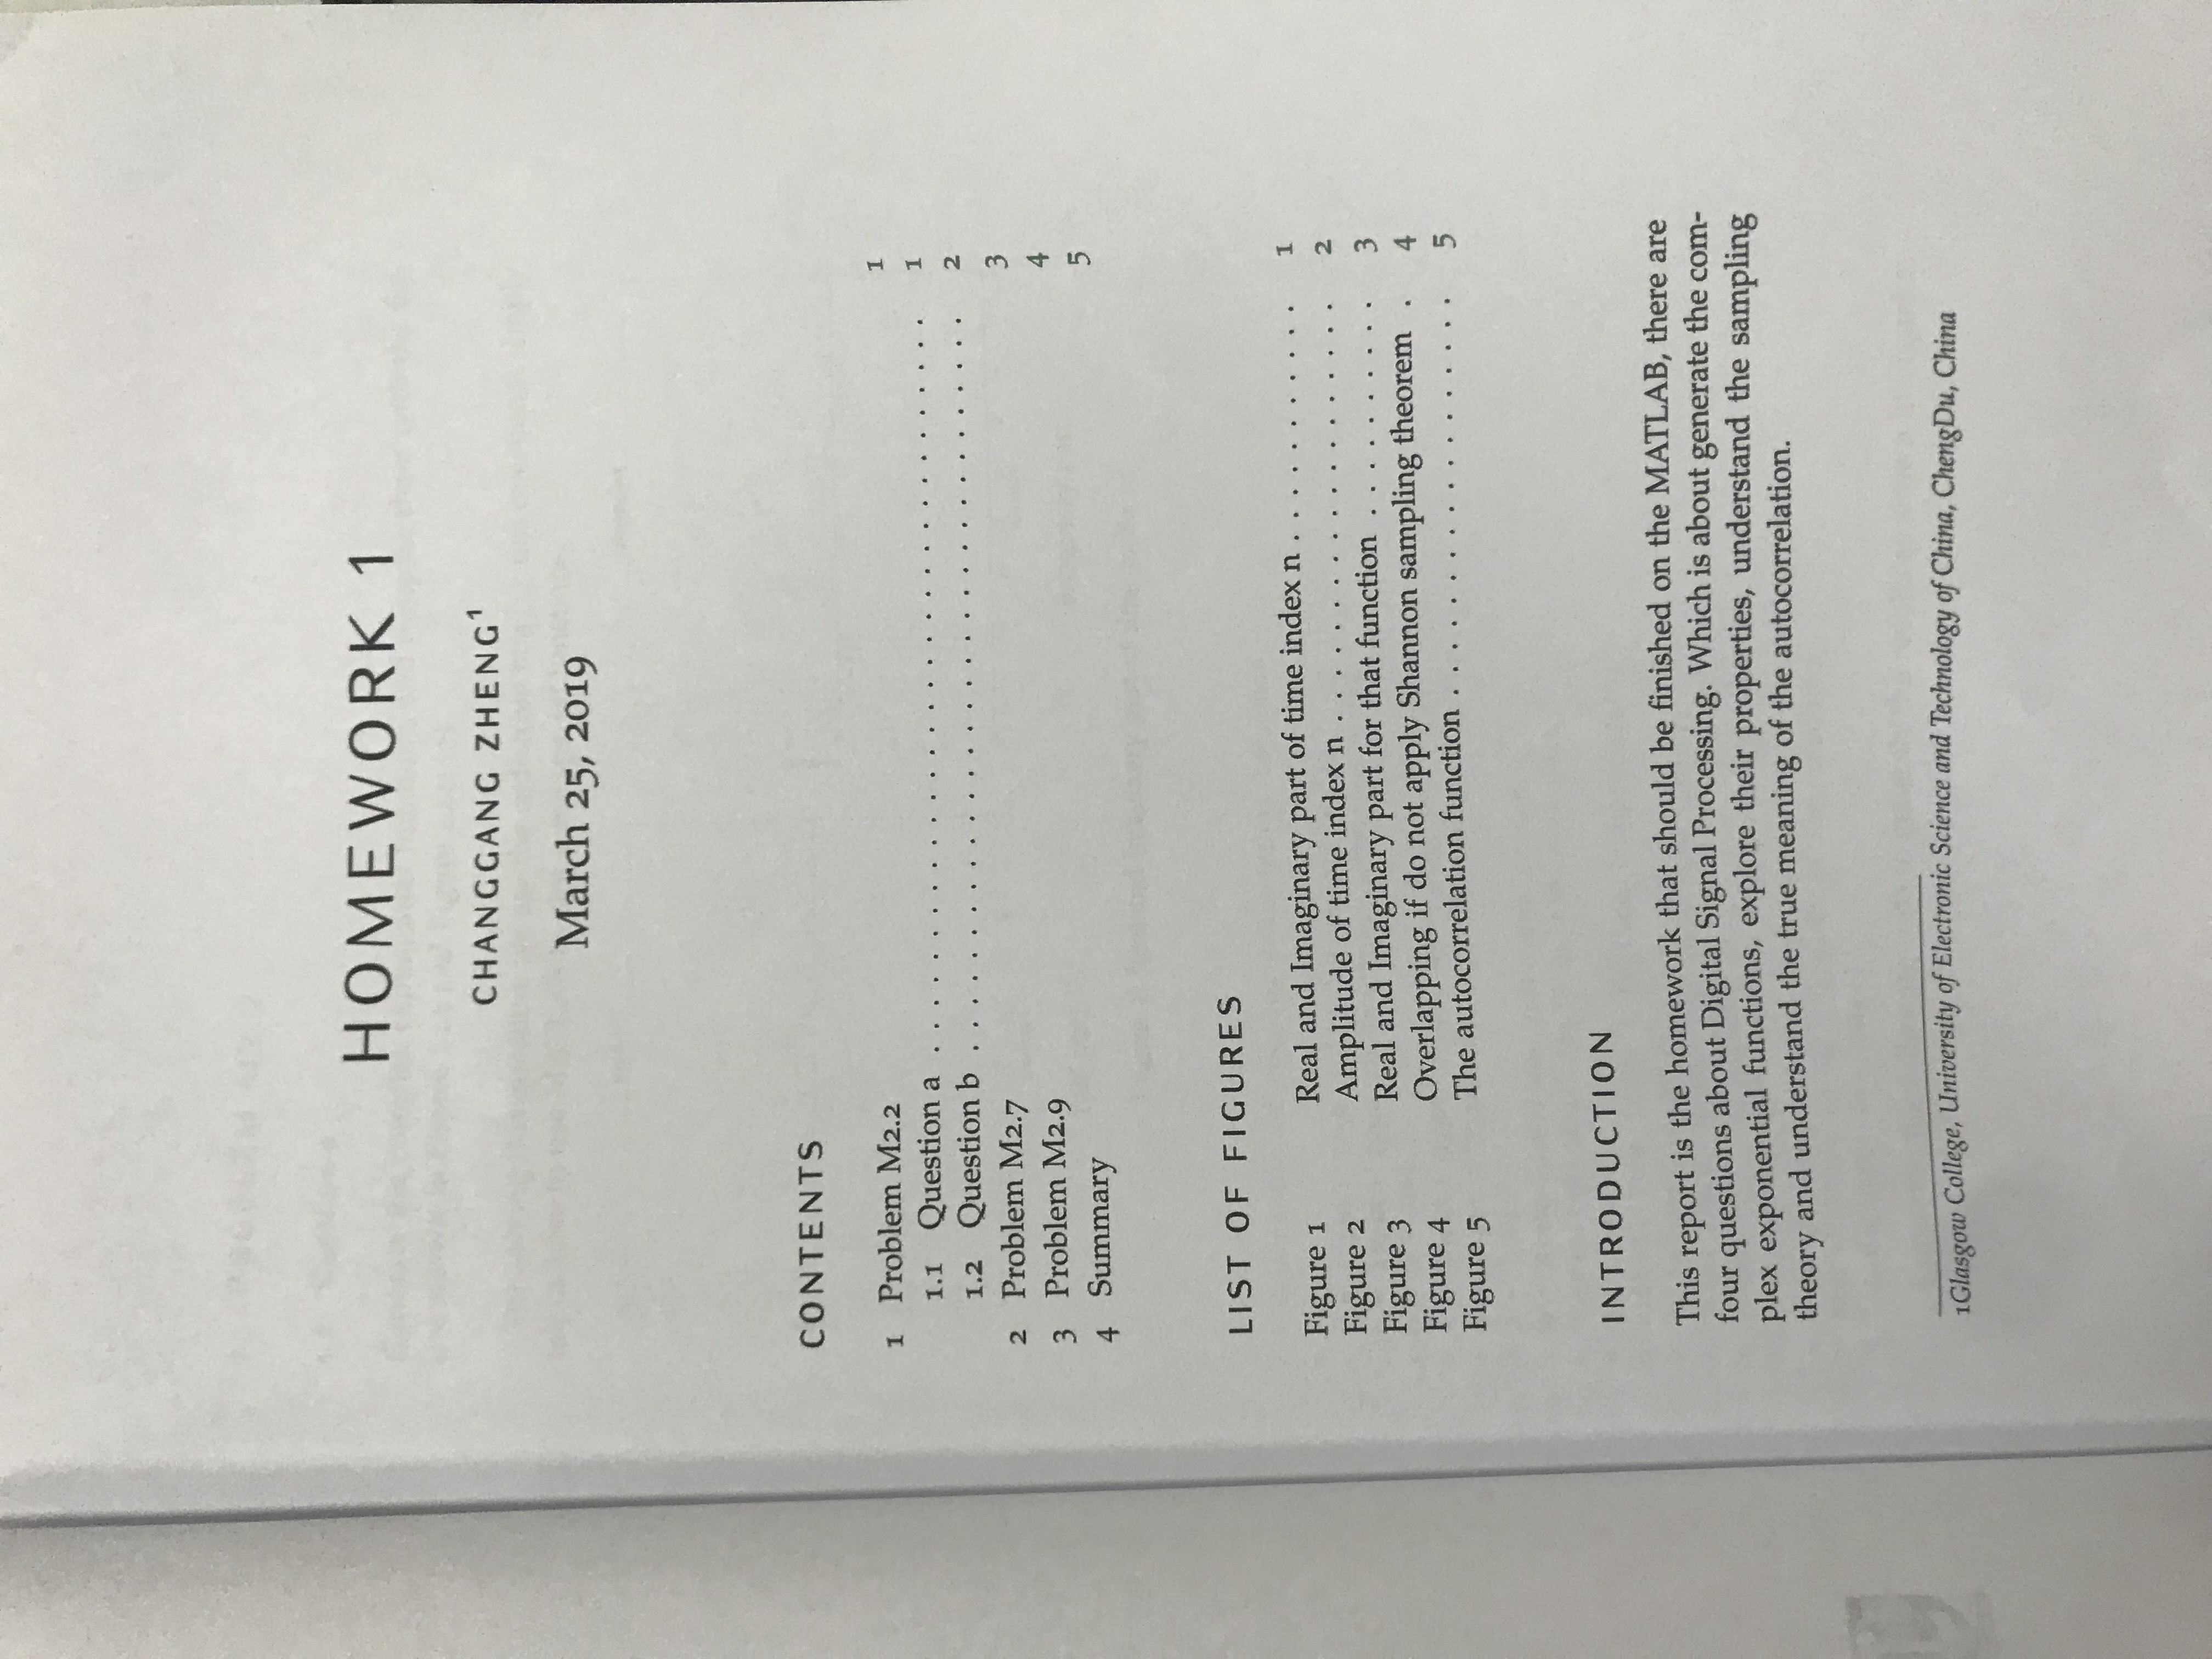 HOMEWORK 1
CHANGGANG ZHENG¹
March 25, 2019
CONTENTS
1 Problem M2.2 1
1.1 Question a . . . . . . . . . . . . . . . . . . . . . . . . . . . . . . . . 1
1.2 Question b . . . . . . . . . . . . . . . . . . . . . . . . . . . . . . . . 2
2 Problem M2.7 3
3 Problem M2.9 4
4 Summary 5
LIST OF FIGURES
Figure 1 Real and Imaginary part of time index n . . . . . . . . . . . 1
Figure 2 Amplitude of time index n . . . . . . . . . . . . . . . . . . . 2
Figure 3 Real and Imaginary part for that function . . . . . . . . . . 3
Figure 4 Overlapping if do not apply Shannon sampling theorem . 4
Figure 5 The autocorrelation function . . . . . . . . . . . . . . . . . . 5
INTRODUCTION
This report is the homework that should be finished on the MATLAB, there are
four questions about Digital Signal Processing. Which is about generate the com-
plex exponential functions, explore their properties, understand the sampling
theory and understand the true meaning of the autocorrelation.
1Glasgow College, University of Electronic Science and Technology of China, ChengDu, China